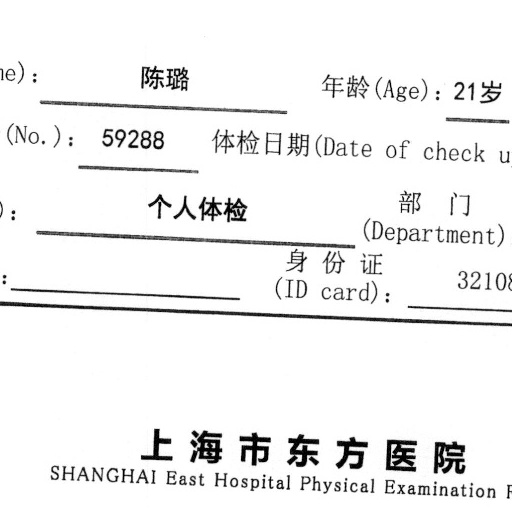 陈璐 年龄(Age): 21岁
(No.): 59288 体检日期(Date of check
个人体检 部 门
(Department)
身 份 证
(ID card): 32108
上海市东方医院
SHANGHAI East Hospital Physical Examination